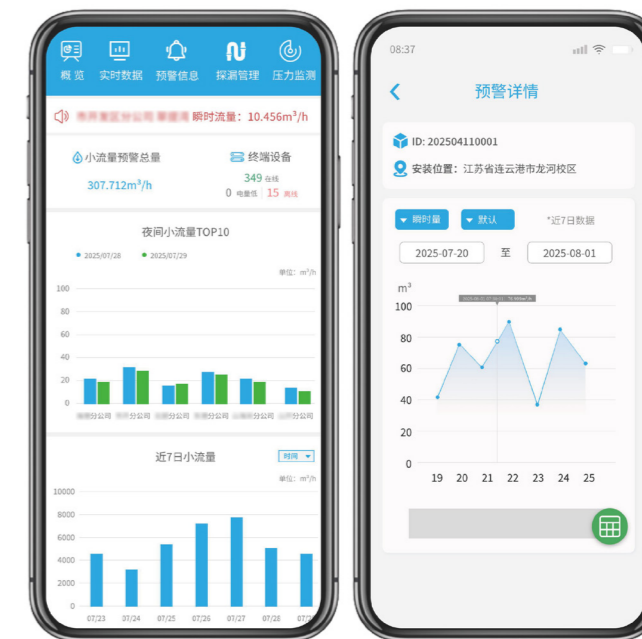 概 览 实时数据 预警信息 探漏管理 压力监测
瞬时流量：10.456m³/h
小流量预警总量
307.712m³/h
终端设备
349 在线
0 电量低 15 离线
夜间小流量TOP10
2025/07/28 2025/07/29
单位：m³/h
100
80
60
40
20
0
分公司 分公司 分公司 分公司 分公司 分公司
近7日小流量
时间
单位：m³/h
10000
8000
6000
4000
2000
0
07/23 07/24 07/25 07/26 07/27 07/28
08:37
预警详情
ID: 202504110001
安装位置：江苏省连云港市龙河校区
瞬时量 默认 *近7日数据
2025-07-20 至 2025-08-01
m³
100
80
60
40
20
0
19 20 21 22 23 24 25